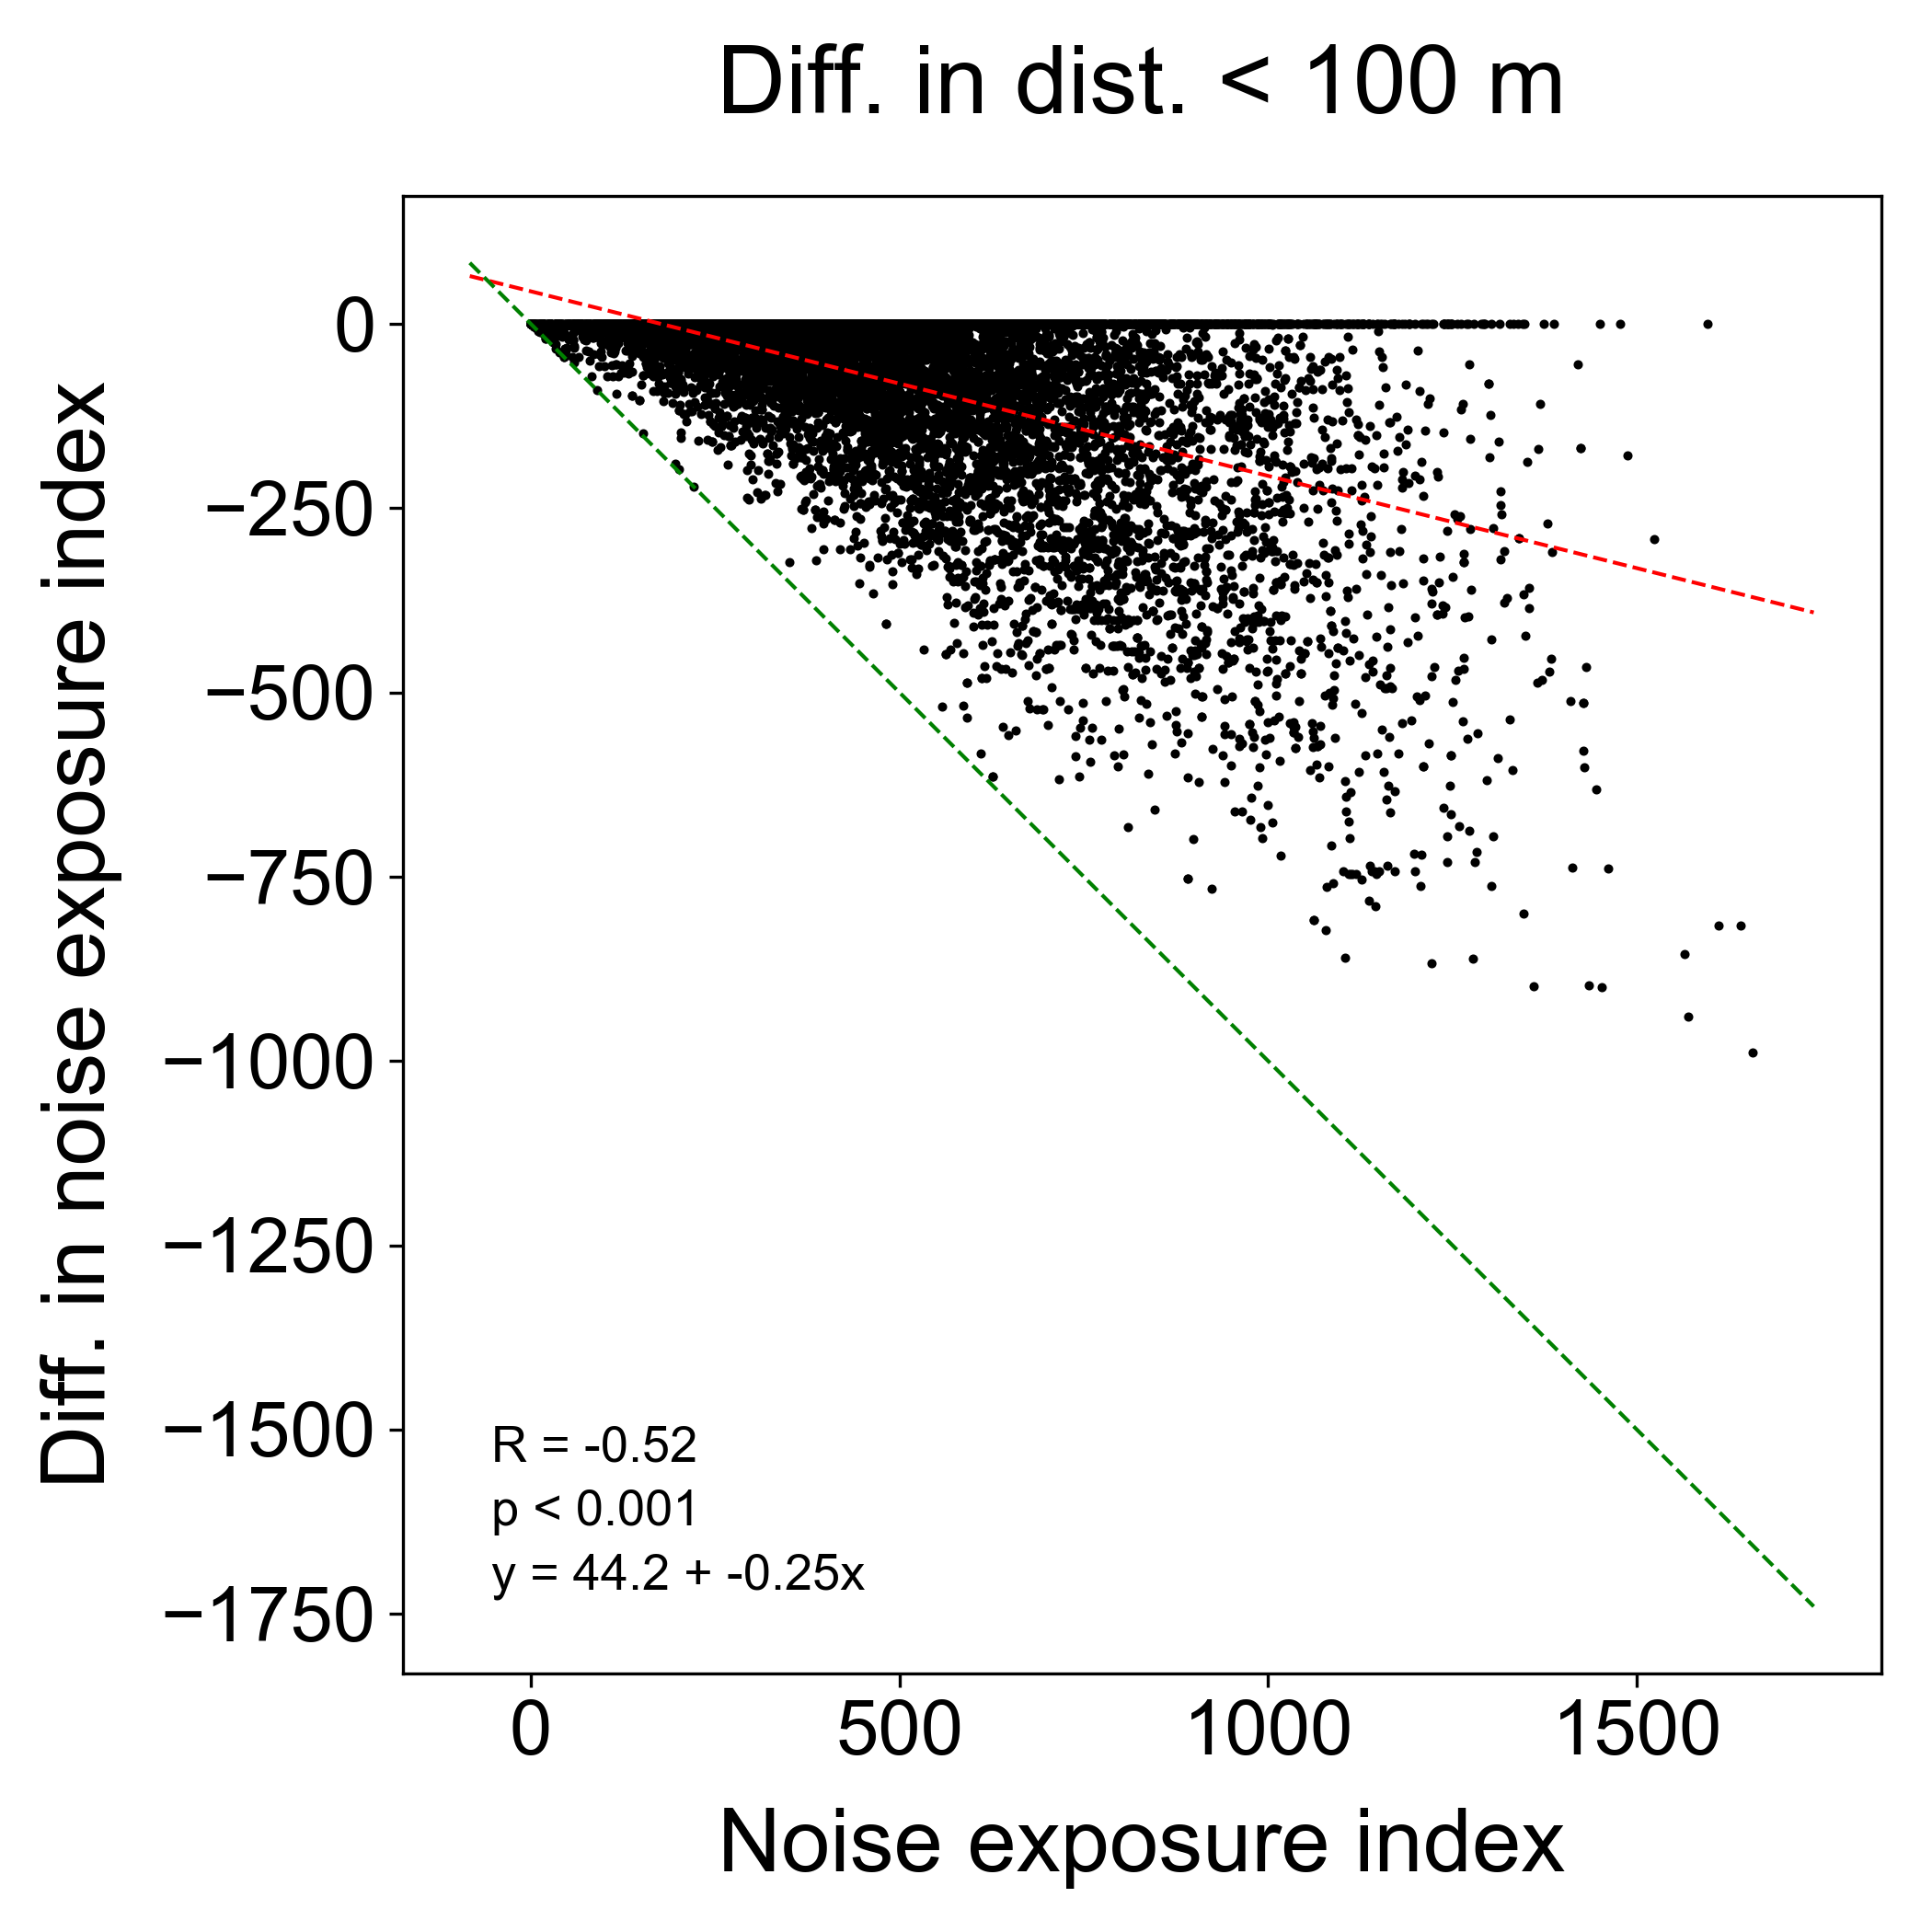 Diff. in dist. < 100 m
Diff. in noise exposure index
0
−250
−500
−750
−1000
−1250
−1500
−1750
R = -0.52
p < 0.001
y = 44.2 + -0.25x
0 500 1000 1500
Noise exposure index